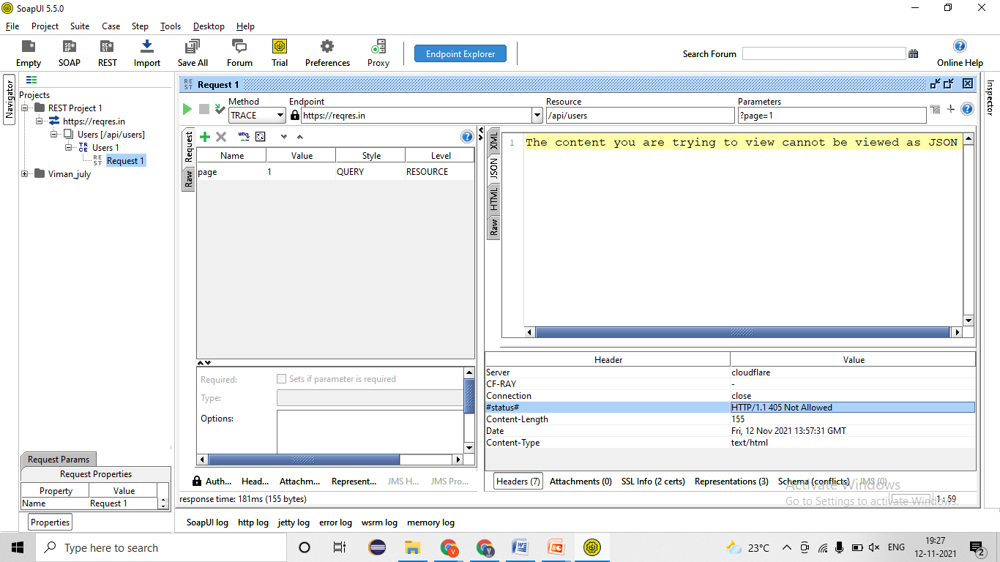 SoapUI 5.5.0
File Project Suite Case Step Tools Desktop Help
Empty SOAP REST Import Save All Forum Trial Preferences Proxy Endpoint Explorer Search Forum Online Help
Navigator
Projects
REST Project 1
https://reqres.in
Users [/api/users]
Users 1
Request 1
Viman_july
Request Params
Request Properties
Property Value
Name Request 1
Properties
Request 1
Method Endpoint Resource Parameters
TRACE https://reqres.in /api/users ?page=1
Inspector
Request
Raw
Name Value Style Level
page 1 QUERY RESOURCE
Required: Sets if parameter is required
Type:
Options:
Auth... Head... Attachm... Represent... JMS H... JMS Pro...
XML
JSON
HTML
Raw
1 The content you are trying to view cannot be viewed as JSON
Header Value
Server cloudflare
CF-RAY -
Connection close
#status# HTTP/1.1 405 Not Allowed
Content-Length 155
Date Fri, 12 Nov 2021 13:57:31 GMT
Content-Type text/html
Headers (7) Attachments (0) SSL Info (2 certs) Representations (3) Schema (conflicts) JMS (0)
Activate Windows
Go to Settings to activate Windows.
response time: 181ms (155 bytes) 1 : 59
SoapUI log http log jetty log error log wsrm log memory log
Type here to search 23°C ENG 19:27
12-11-2021 2